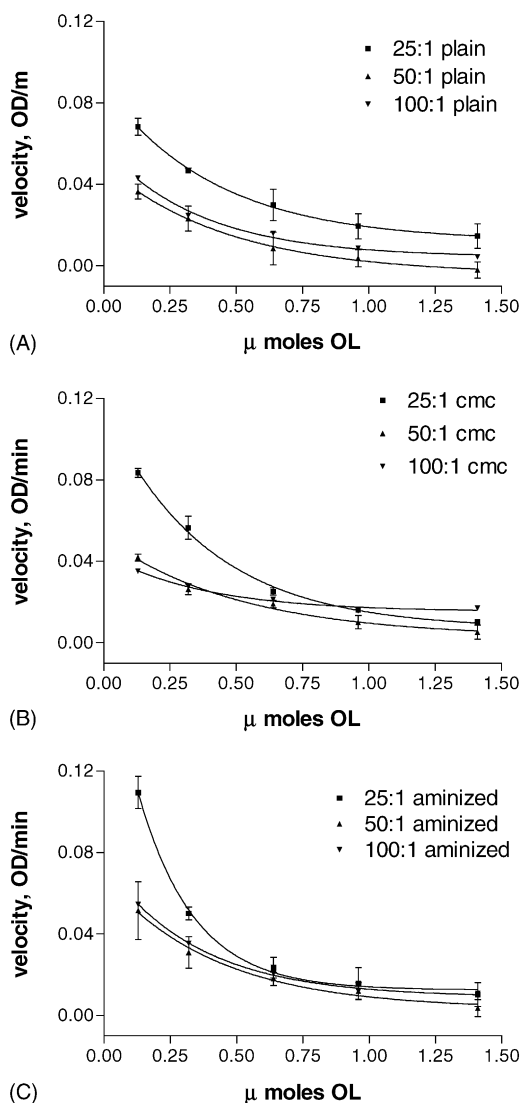 0.12
25:1 plain
50:1 plain
100:1 plain
0.08
0.04
0.00
velocity, OD/m
0.00 0.25 0.50 0.75 1.00 1.25 1.50
(A)
μ moles OL
0.12
25:1 cmc
50:1 cmc
100:1 cmc
0.08
0.04
0.00
velocity, OD/min
0.00 0.25 0.50 0.75 1.00 1.25 1.50
(B)
μ moles OL
0.12
25:1 aminized
50:1 aminized
100:1 aminized
0.08
0.04
0.00
velocity, OD/min
0.00 0.25 0.50 0.75 1.00 1.25 1.50
(C)
μ moles OL